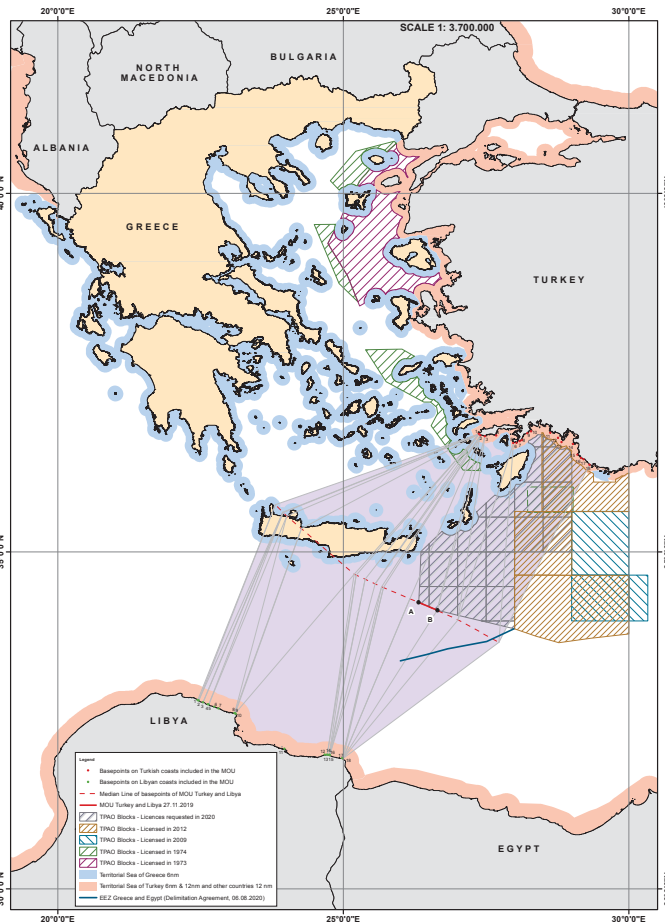 20°0'0"E
25°0'0"E
30°0'0"E
SCALE 1: 3.700.000
BULGARIA
NORTH
MACEDONIA
ALBANIA
GREECE
TURKEY
A
B
LIBYA
EGYPT
Legend
Basepoints on Turkish coasts included in the MOU
Basepoints on Libyan coasts included in the MOU
Median Line of basepoints of MOU Turkey and Libya
MOU Turkey and Libya 27.11.2019
TPAO Blocks - Licences requested in 2020
TPAO Blocks - Licensed in 2012
TPAO Blocks - Licensed in 2009
TPAO Blocks - Licensed in 1974
TPAO Blocks - Licensed in 1973
Territorial Sea of Greece 6nm
Territorial Sea of Turkey 6nm & 12nm and other countries 12 nm
EEZ Greece and Egypt (Delimitation Agreement, 06.08.2020)
20°0'0"E
25°0'0"E
30°0'0"E